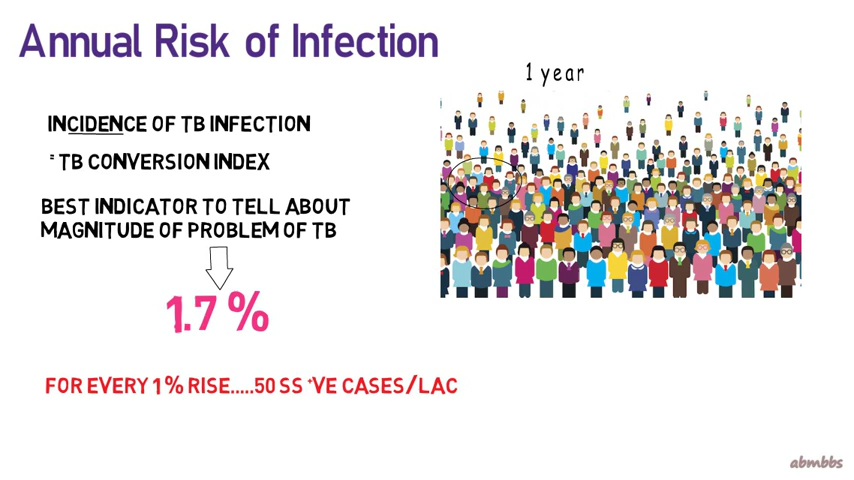 Annual Risk of Infection
1 year
INCIDENCE OF TB INFECTION
= TB CONVERSION INDEX
BEST INDICATOR TO TELL ABOUT
MAGNITUDE OF PROBLEM OF TB
1.7 %
FOR EVERY 1% RISE.....50 SS +VE CASES/LAC
abmbbs